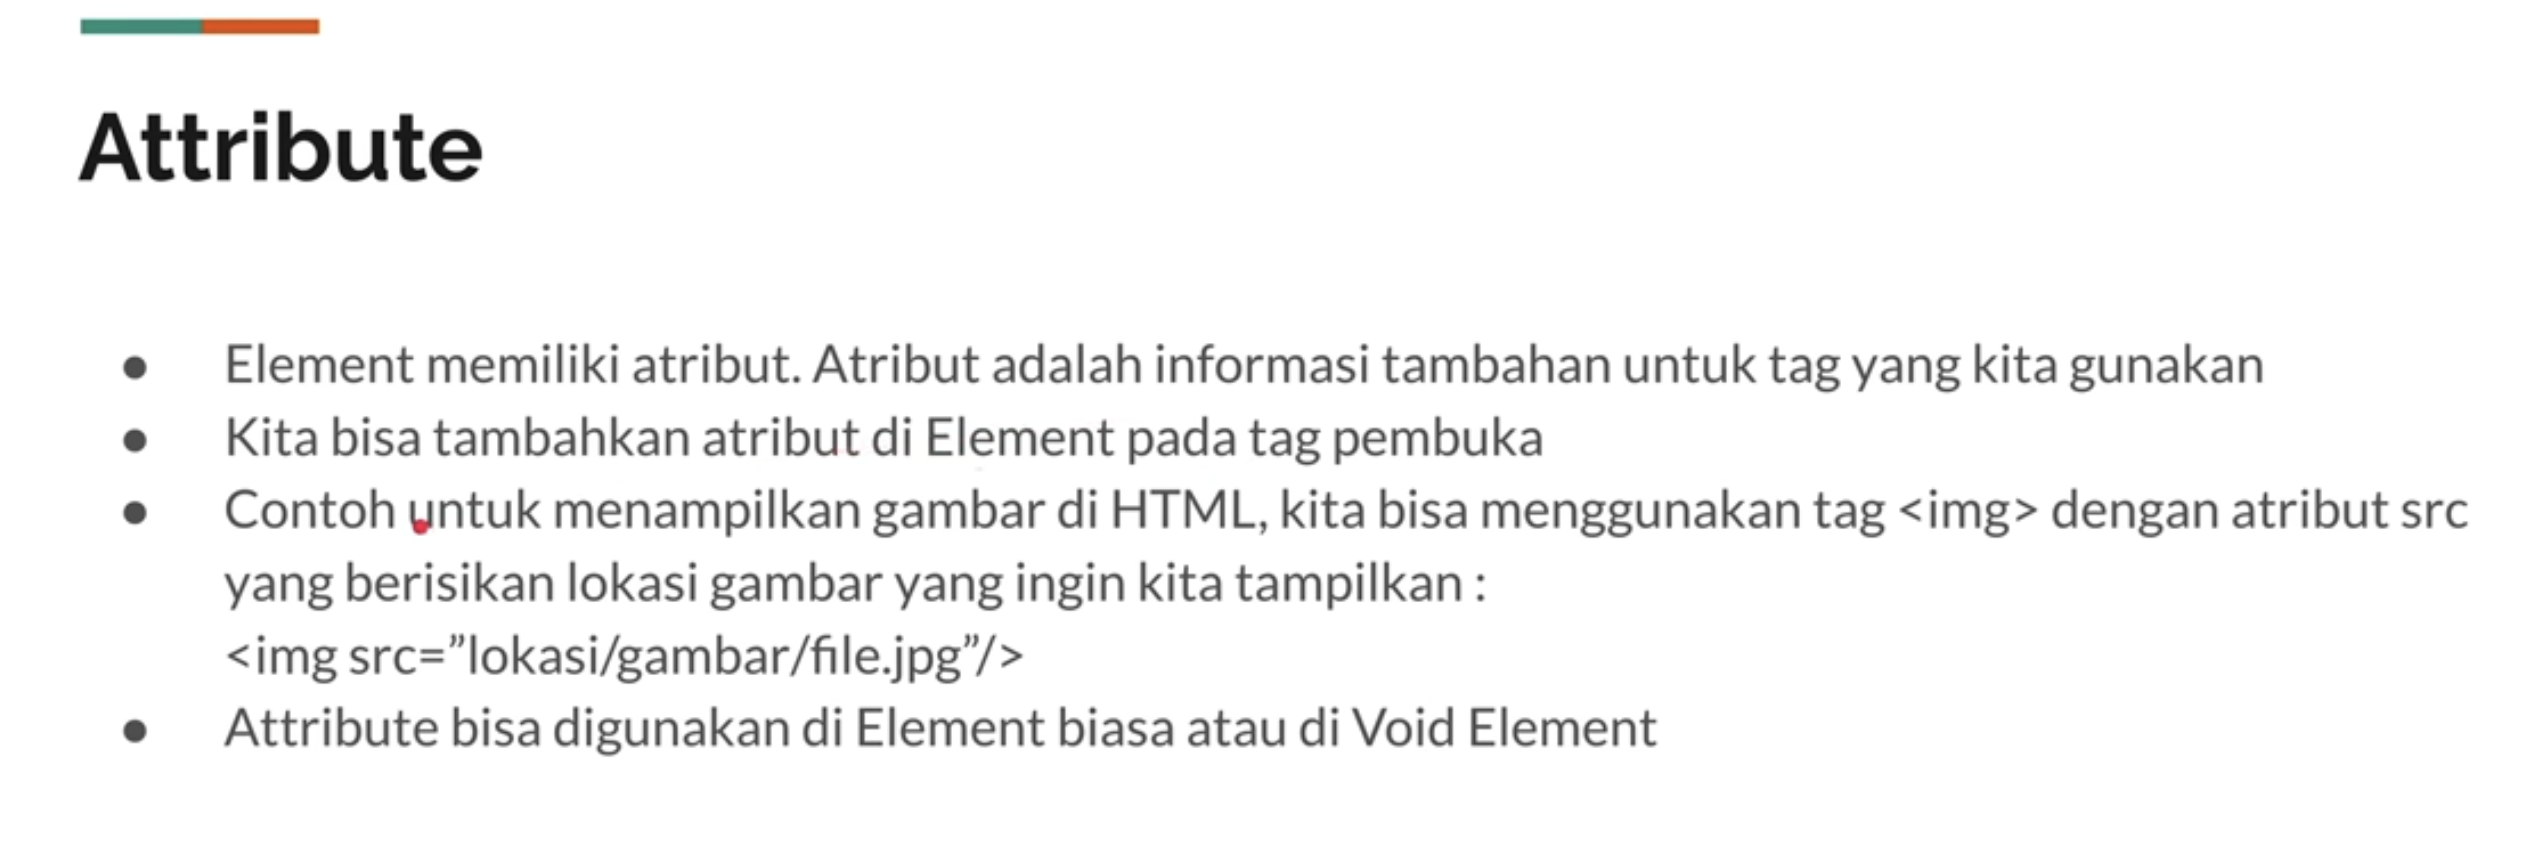 Attribute
● Element memiliki atribut. Atribut adalah informasi tambahan untuk tag yang kita gunakan
● Kita bisa tambahkan atribut di Element pada tag pembuka
● Contoh untuk menampilkan gambar di HTML, kita bisa menggunakan tag <img> dengan atribut src
yang berisikan lokasi gambar yang ingin kita tampilkan :
<img src=”lokasi/gambar/file.jpg”/>
● Attribute bisa digunakan di Element biasa atau di Void Element